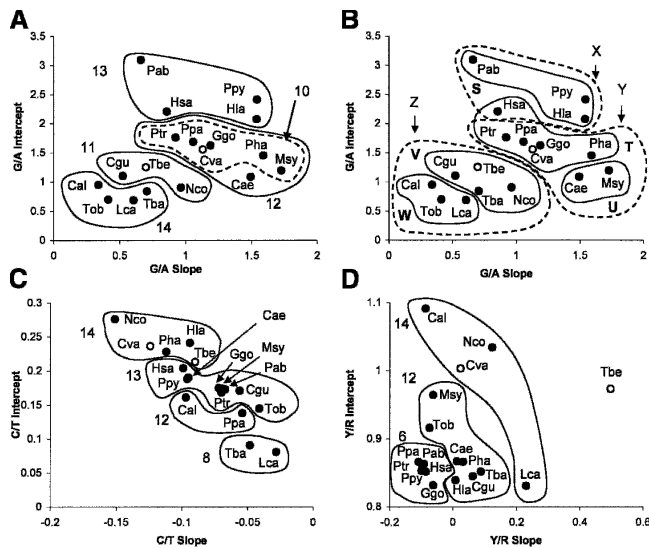 A
3.5
3
2.5
2
1.5
1
0.5
0
G/A Intercept
13
Pab
Ppy
Hsa
Hla
10
Ptr Ppa Ggo
Cva
Pha
Msy
11
Cgu Tbe
Cae
Cal
Nco
Tob Lca Tba
14
12
0 0.5 1 1.5 2
G/A Slope
B
3.5
3
2.5
2
1.5
1
0.5
0
G/A Intercept
X
Pab
S
Ppy
Y
Hsa
Hla
Z
Ptr Ppa Ggo
Cva
Pha T
V
Cgu Tbe
Cae Msy
Cal
W
Tob Lca Tba Nco
U
0 0.5 1 1.5 2
G/A Slope
C
0.3
0.25
0.2
0.15
0.1
0.05
0
C/T Intercept
14
Nco
Cva
Pha
Hla
Tbe
Cae
Ggo
Msy
Pab
13
Hsa
Ppy
Ptr
Cgu
12
Cal
Ppa
Tob
8
Tba
Lca
-0.2 -0.15 -0.1 -0.05 0
C/T Slope
D
1.1
1
0.9
0.8
Y/R Intercept
14
Cal
Nco
Cva
Tbe
12
Msy
Tob
6
Ppa Pab
Ptr Hsa
Ppy
Ggo
Cae
Pha
Tba
Hla
Cgu
Lca
-0.2 0 0.2 0.4 0.6
Y/R Slope